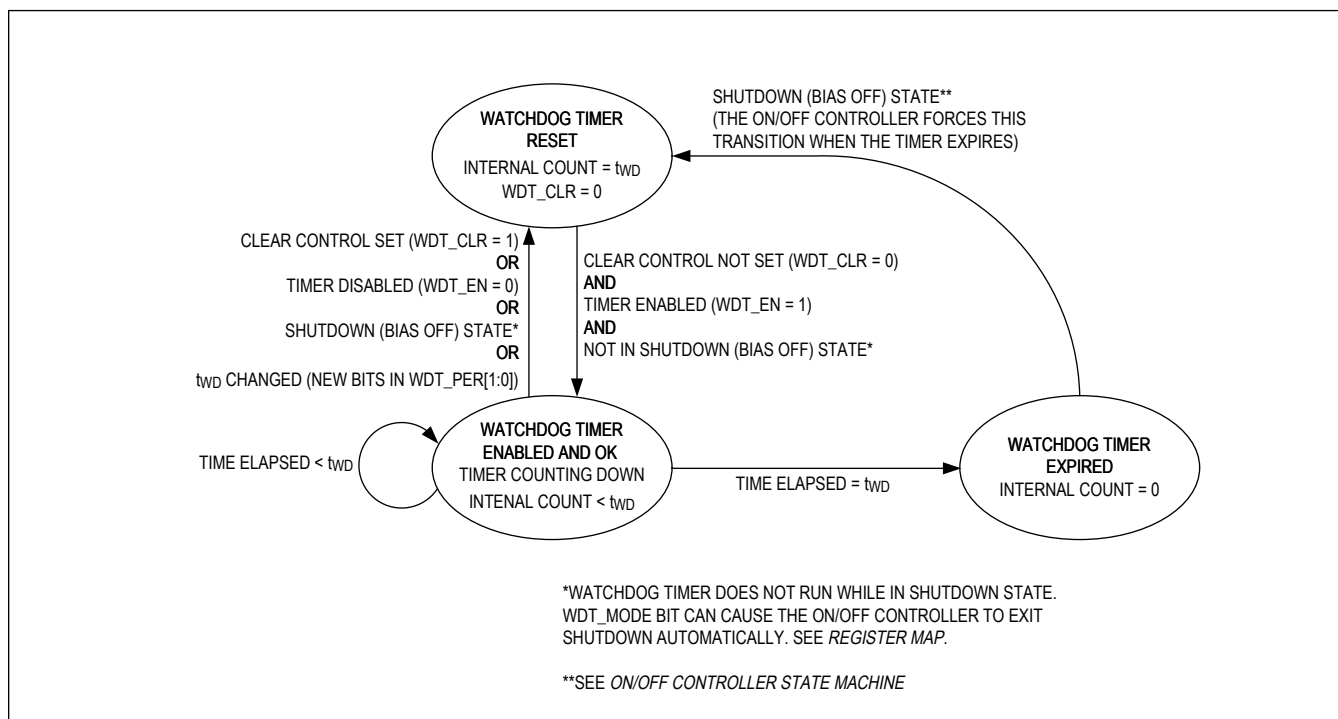 SHUTDOWN (BIAS OFF) STATE**
(THE ON/OFF CONTROLLER FORCES THIS
TRANSITION WHEN THE TIMER EXPIRES)
WATCHDOG TIMER
RESET
INTERNAL COUNT = tWD
WDT_CLR = 0
CLEAR CONTROL SET (WDT_CLR = 1)
OR
TIMER DISABLED (WDT_EN = 0)
OR
SHUTDOWN (BIAS OFF) STATE*
OR
tWD CHANGED (NEW BITS IN WDT_PER[1:0])
CLEAR CONTROL NOT SET (WDT_CLR = 0)
AND
TIMER ENABLED (WDT_EN = 1)
AND
NOT IN SHUTDOWN (BIAS OFF) STATE*
TIME ELAPSED < tWD
WATCHDOG TIMER
ENABLED AND OK
TIMER COUNTING DOWN
INTENAL COUNT < tWD
TIME ELAPSED = tWD
WATCHDOG TIMER
EXPIRED
INTERNAL COUNT = 0
*WATCHDOG TIMER DOES NOT RUN WHILE IN SHUTDOWN STATE.
WDT_MODE BIT CAN CAUSE THE ON/OFF CONTROLLER TO EXIT
SHUTDOWN AUTOMATICALLY. SEE REGISTER MAP.
**SEE ON/OFF CONTROLLER STATE MACHINE